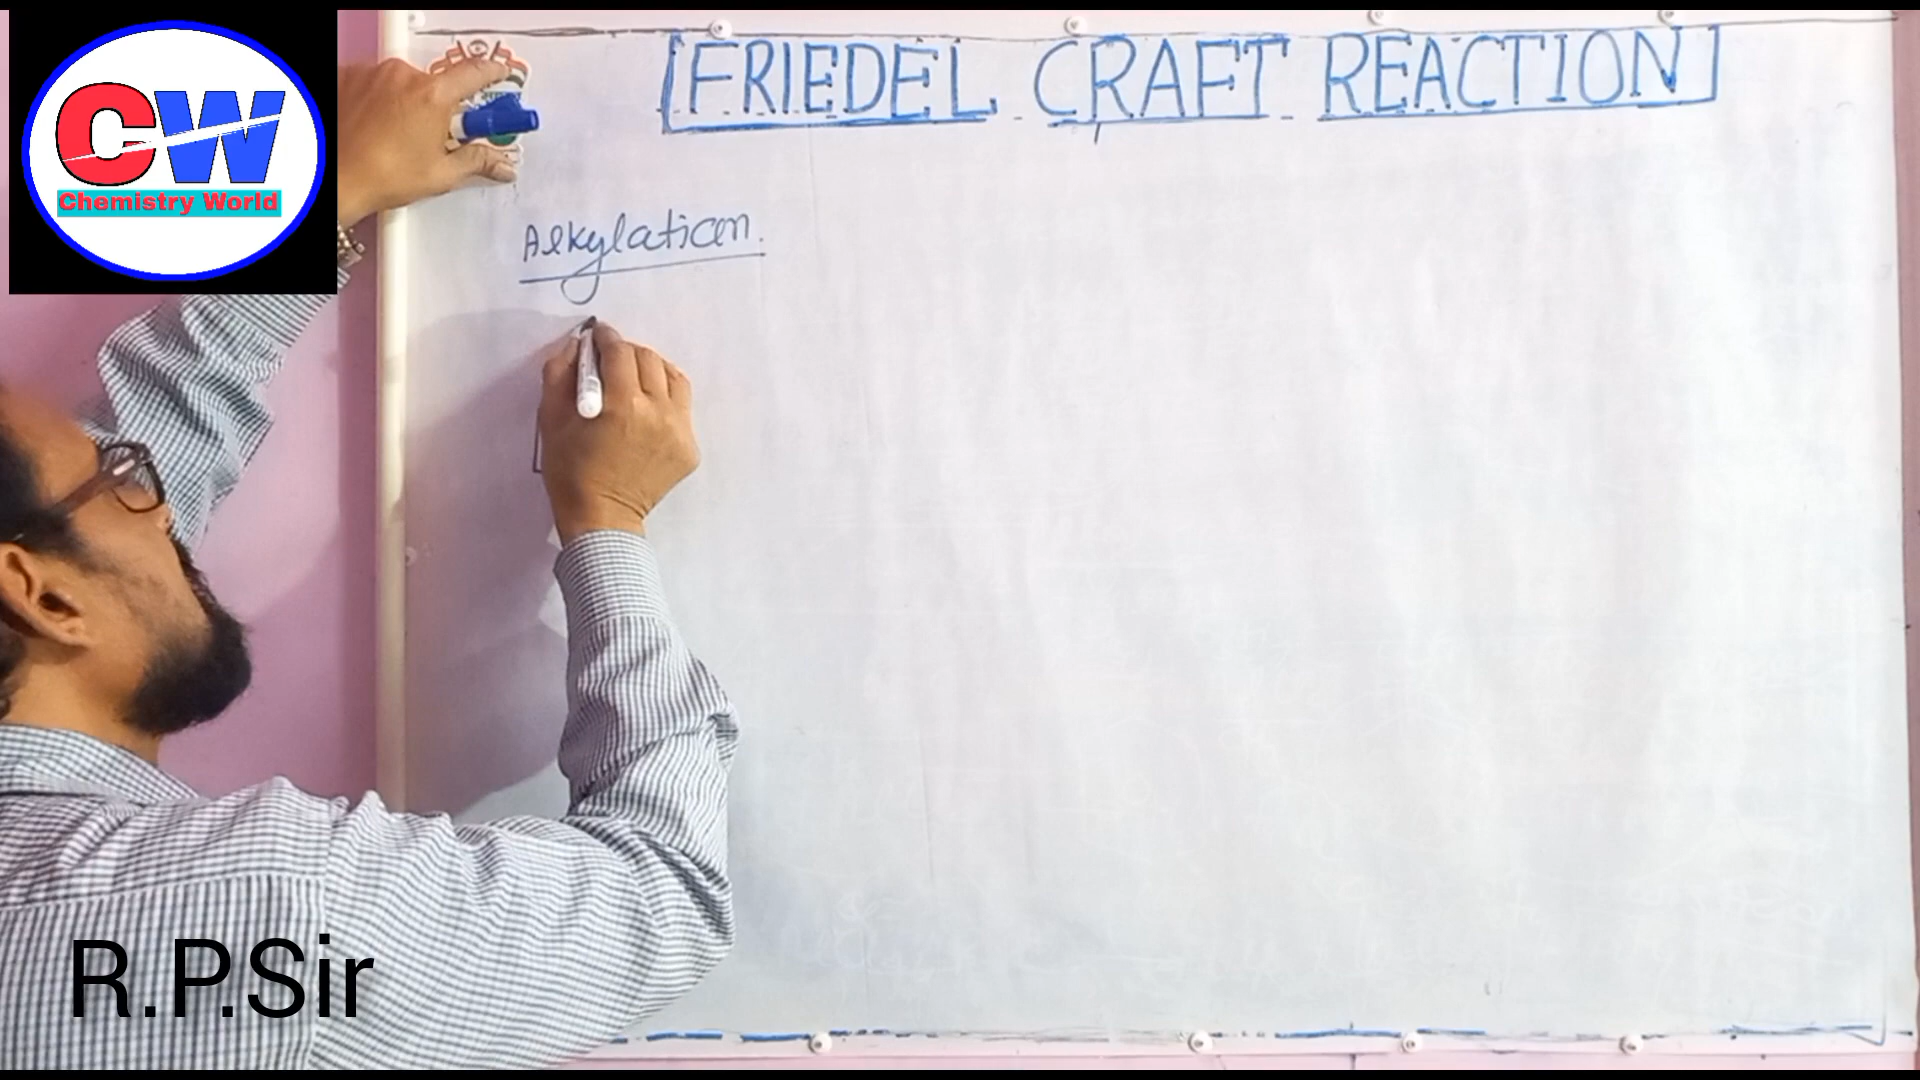 CW
Chemistry World
FRIEDEL CRAFT REACTION
Alkylation.
R.P.Sir